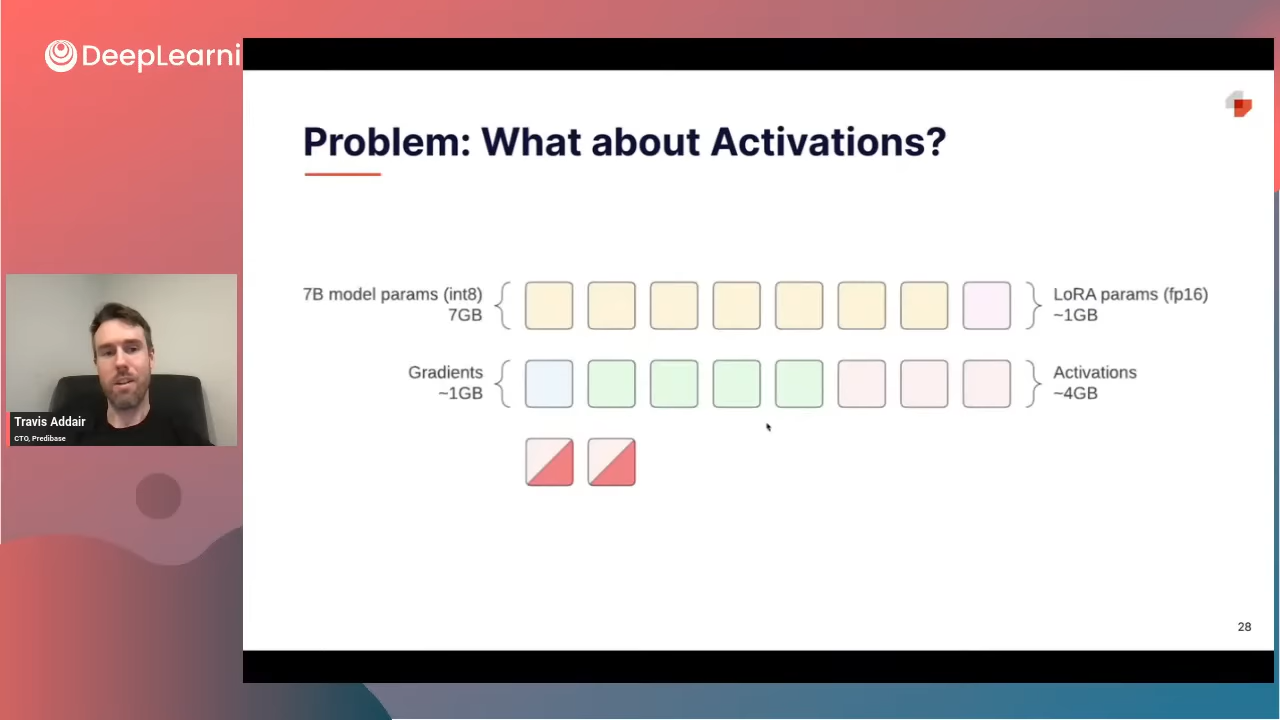 DeepLearni
Problem: What about Activations?
7B model params (int8)
7GB
LoRA params (fp16)
~1GB
Gradients
~1GB
Activations
~4GB
Travis Addair
CTO, Predibase
28